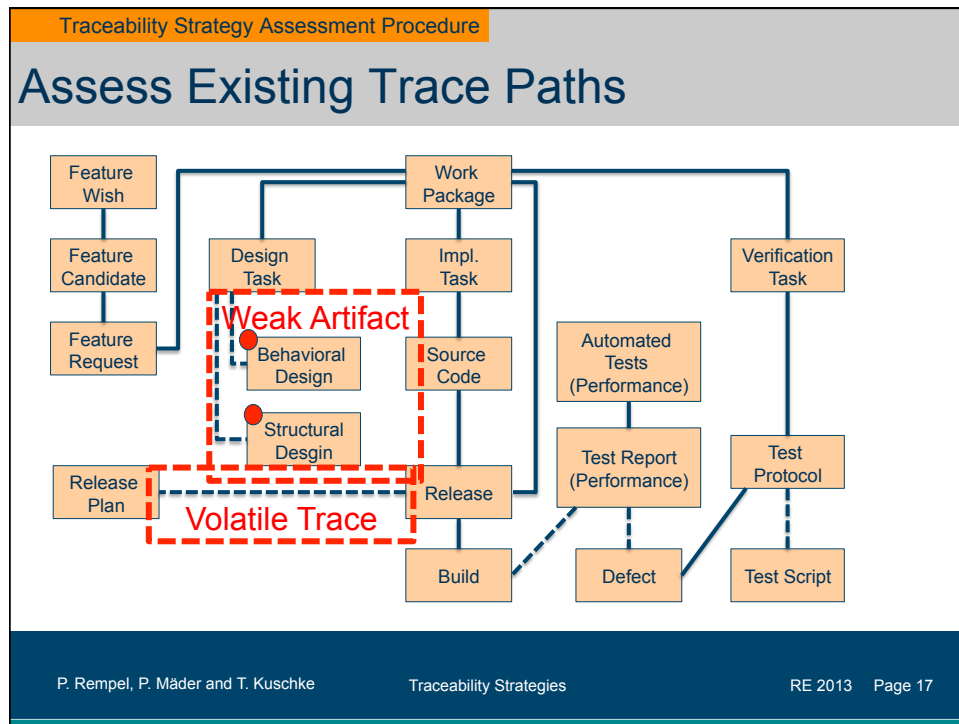 Traceability Strategy Assessment Procedure
Assess Existing Trace Paths
Feature
Wish
Work
Package
Feature
Candidate
Design
Task
Impl.
Task
Verification
Task
Weak Artifact
Feature
Request
Behavioral
Design
Source
Code
Automated
Tests
(Performance)
Structural
Desgin
Test Report
(Performance)
Test
Protocol
Release
Plan
Volatile Trace
Release
Build
Defect
Test Script
P. Rempel, P. Mäder and T. Kuschke
Traceability Strategies
RE 2013 Page 17